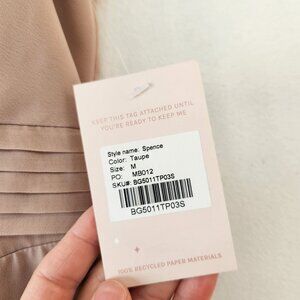 KEEP THIS TAG ATTACHED UNTIL
YOU'RE READY TO KEEP ME
Style name: Spence
Color: Taupe
Size: M
PO: MB012
SKU#: BG5011TP03S
BG5011TP03S
100% RECYCLED PAPER MATERIALS